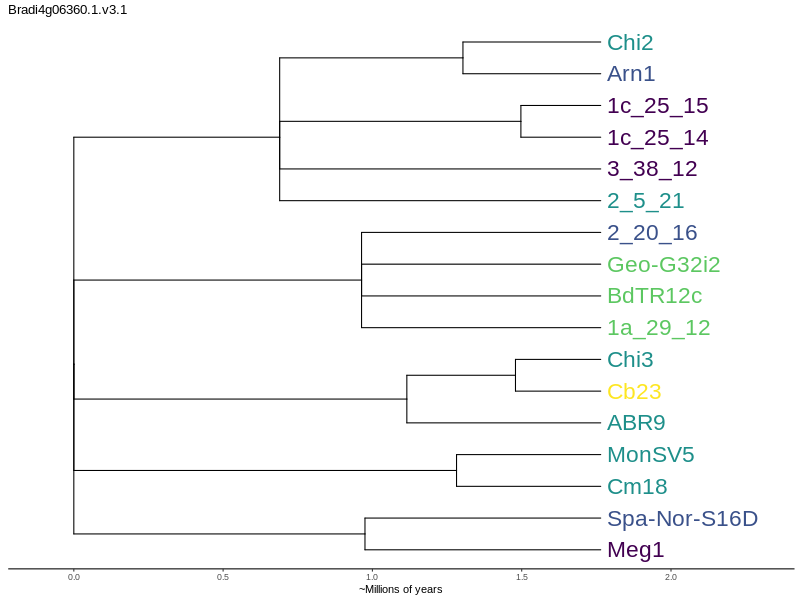 Bradi4g06360.1.v3.1
Chi2
Arn1
1c_25_15
1c_25_14
3_38_12
2_5_21
2_20_16
Geo-G32i2
BdTR12c
1a_29_12
Chi3
Cb23
ABR9
MonSV5
Cm18
Spa-Nor-S16D
Meg1
0.0 0.5 1.0 1.5 2.0
~Millions of years